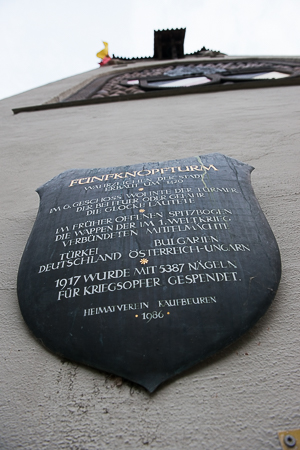 FÜNFKNOPFTURM
WAHRZEICHEN DER STADT
ERBAUT UM
IM 6. GESCHOSS WOHNTE DER TÜRMER
DER BEI FEUER ODER GEFAHR
DIE GLOCKE LÄUTETE
IM FRÜHER OFFENEN SPITZBOGEN
DIE WAPPEN DER IM 1. WELTKRIEG
VERBÜNDETEN MITTELMÄCHTE
TÜRKEI BULGARIA
DEUTSCHLAND ÖSTERREICH-UNGARN
1917 WURDE MIT 5387 NÄGELN
FÜR KRIEGSOPFER GESPENDET.
HEIMATVEREIN KAUFBEUREN
1986